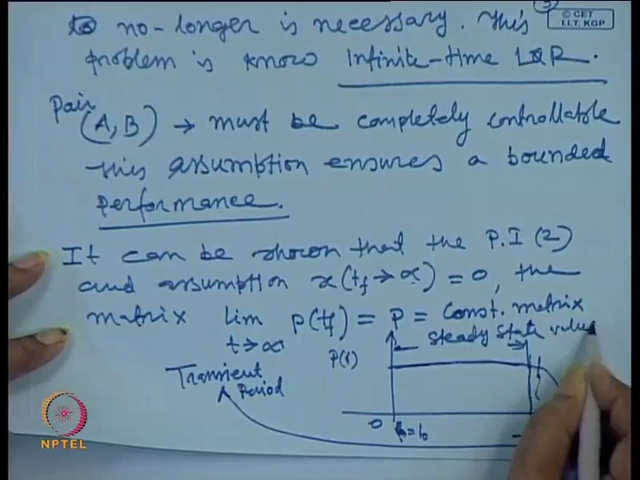 no-longer is necessary. This
3
© CET
I.I.T. KGP
problem is know Infinite-time LQR.
Pair
(A,B) → must be completely controllable
this assumption ensures a bounded
performance.
It can be shown that the P.I (2)
and assumption x(tf→∞) = 0, the
matrix lim P(tf) = P = Const. matrix
t→∞
steady state value
P(t)
Transient
Period
0
NPTEL